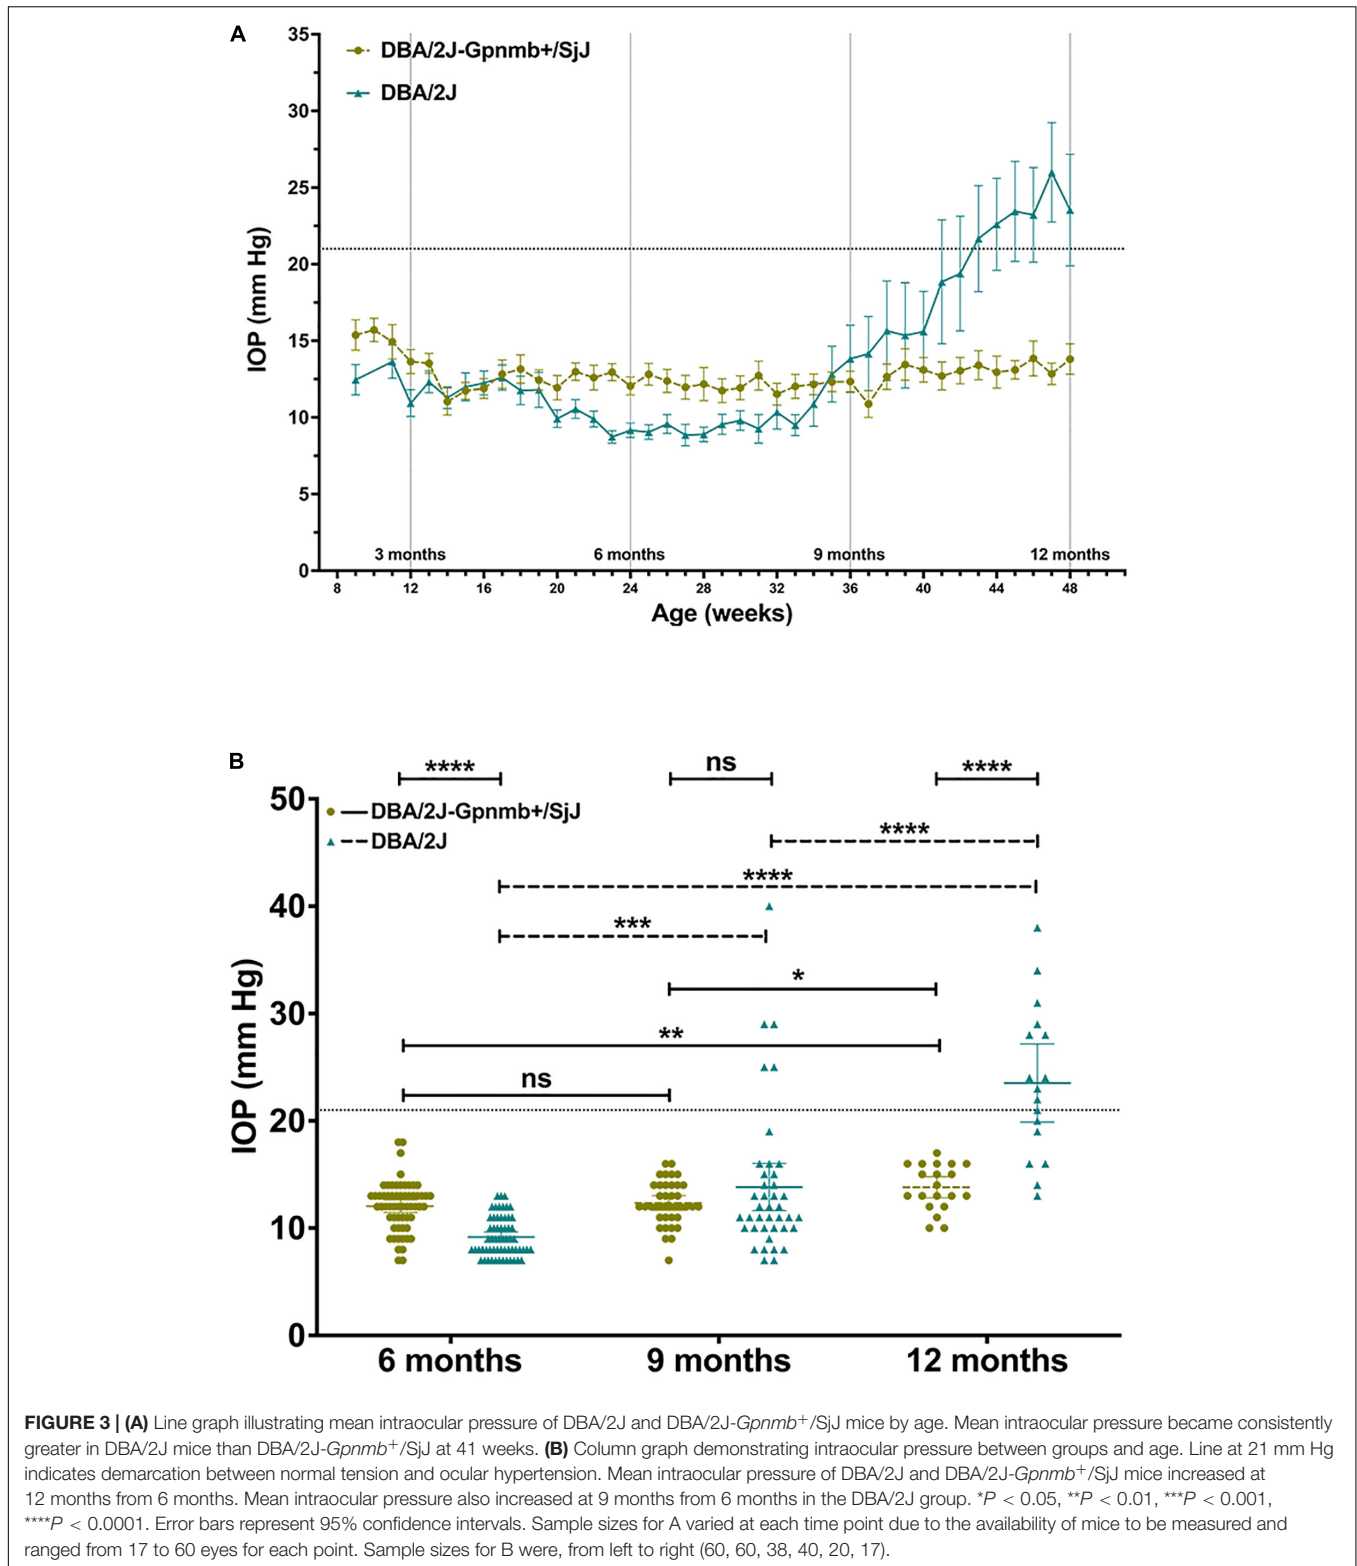 A
35
DBA/2J-Gpnmb+/SjJ
DBA/2J
30
25
20
15
10
5
0
IOP (mm Hg)
3 months
6 months
9 months
12 months
8
12
16
20
24
28
32
36
40
44
48
Age (weeks)
B
****
ns
****
50
DBA/2J-Gpnmb+/SjJ
DBA/2J
****
****
40
***
*
30
**
ns
20
10
0
IOP (mm Hg)
6 months
9 months
12 months
FIGURE 3 | (A) Line graph illustrating mean intraocular pressure of DBA/2J and DBA/2J-Gpnmb+/SjJ mice by age. Mean intraocular pressure became consistently
greater in DBA/2J mice than DBA/2J-Gpnmb+/SjJ at 41 weeks. (B) Column graph demonstrating intraocular pressure between groups and age. Line at 21 mm Hg
indicates demarcation between normal tension and ocular hypertension. Mean intraocular pressure of DBA/2J and DBA/2J-Gpnmb+/SjJ mice increased at
12 months from 6 months. Mean intraocular pressure also increased at 9 months from 6 months in the DBA/2J group. *P < 0.05, **P < 0.01, ***P < 0.001,
****P < 0.0001. Error bars represent 95% confidence intervals. Sample sizes for A varied at each time point due to the availability of mice to be measured and
ranged from 17 to 60 eyes for each point. Sample sizes for B were, from left to right (60, 60, 38, 40, 20, 17).